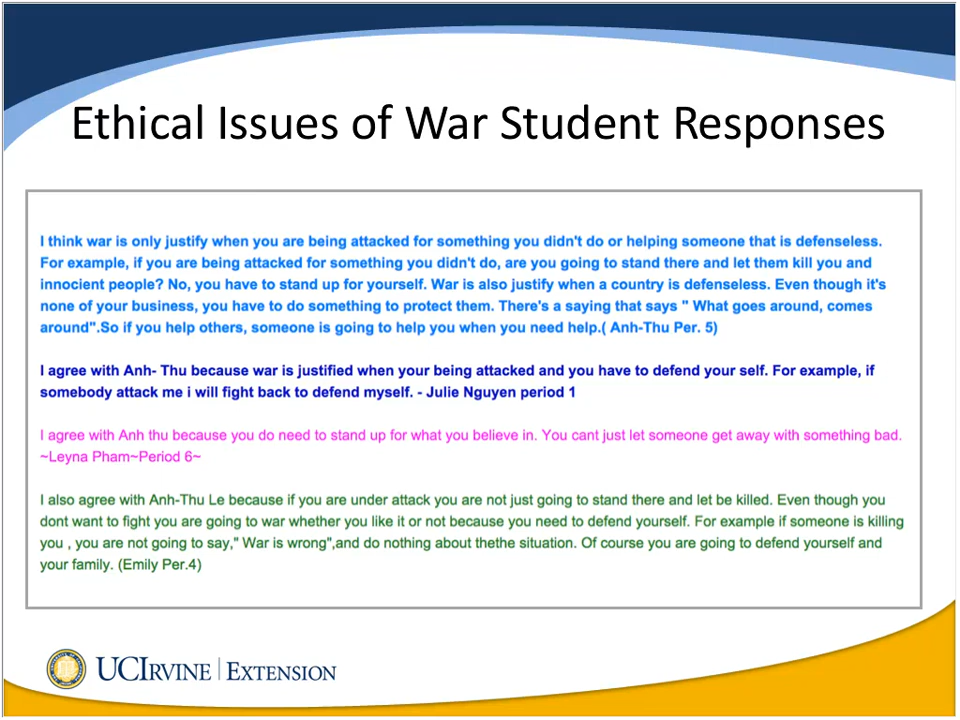 Ethical Issues of War Student Responses
I think war is only justify when you are being attacked for something you didn't do or helping someone that is defenseless.
For example, if you are being attacked for something you didn't do, are you going to stand there and let them kill you and
innocient people? No, you have to stand up for yourself. War is also justify when a country is defenseless. Even though it's
none of your business, you have to do something to protect them. There's a saying that says " What goes around, comes
around".So if you help others, someone is going to help you when you need help.( Anh-Thu Per. 5)
I agree with Anh- Thu because war is justified when your being attacked and you have to defend your self. For example, if
somebody attack me i will fight back to defend myself. - Julie Nguyen period 1
I agree with Anh thu because you do need to stand up for what you believe in. You cant just let someone get away with something bad.
~Leyna Pham~Period 6~
I also agree with Anh-Thu Le because if you are under attack you are not just going to stand there and let be killed. Even though you
dont want to fight you are going to war whether you like it or not because you need to defend yourself. For example if someone is killing
you , you are not going to say," War is wrong",and do nothing about thethe situation. Of course you are going to defend yourself and
your family. (Emily Per.4)
UCIRVINE | EXTENSION